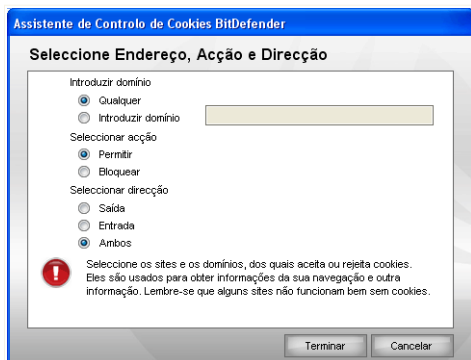 Assistente de Controlo de Cookies BitDefender
Seleccione Endereço, Acção e Direcção
Introduzir domínio
Qualquer
Introduzir domínio
Seleccionar acção
Permitir
Bloquear
Seleccionar direcção
Saída
Entrada
Ambos
Seleccione os sites e os domínios, dos quais aceita ou rejeita cookies.
Eles são usados para obter informações da sua navegação e outra
informação. Lembre-se que alguns sites não funcionam bem sem cookies.
Terminar
Cancelar